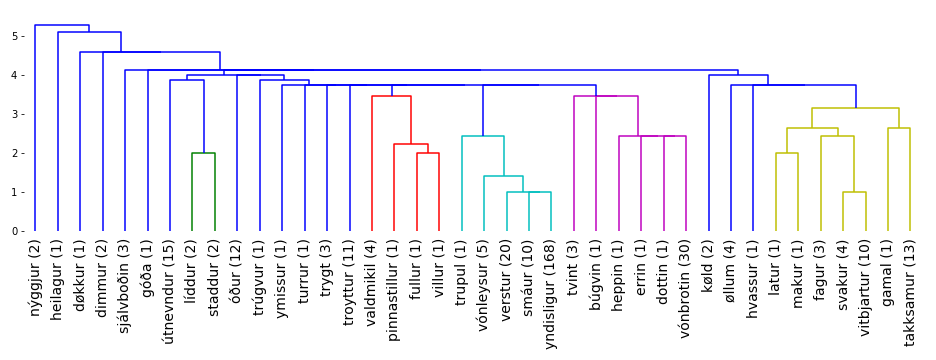 5
4
3
2
1
0
nýggjur (2)
heilagur (1)
døkkur (1)
dimmur (2)
sjálvboðin (3)
góða (1)
útnevndur (15)
líddur (2)
staddur (2)
óður (12)
trúgvur (1)
ymissur (1)
turrur (1)
trygt (3)
troyttur (11)
valdmikil (4)
pinnastillur (1)
fullur (1)
villur (1)
trupul (1)
vónleysur (5)
verstur (20)
smáur (10)
yndisligur (168)
tvint (3)
búgvin (1)
heppin (1)
errin (1)
dottin (1)
vónbrotin (30)
køld (2)
øllum (4)
hvassur (1)
latur (1)
makur (1)
fagur (3)
svakur (4)
vitbjartur (10)
gamal (1)
takksamur (13)